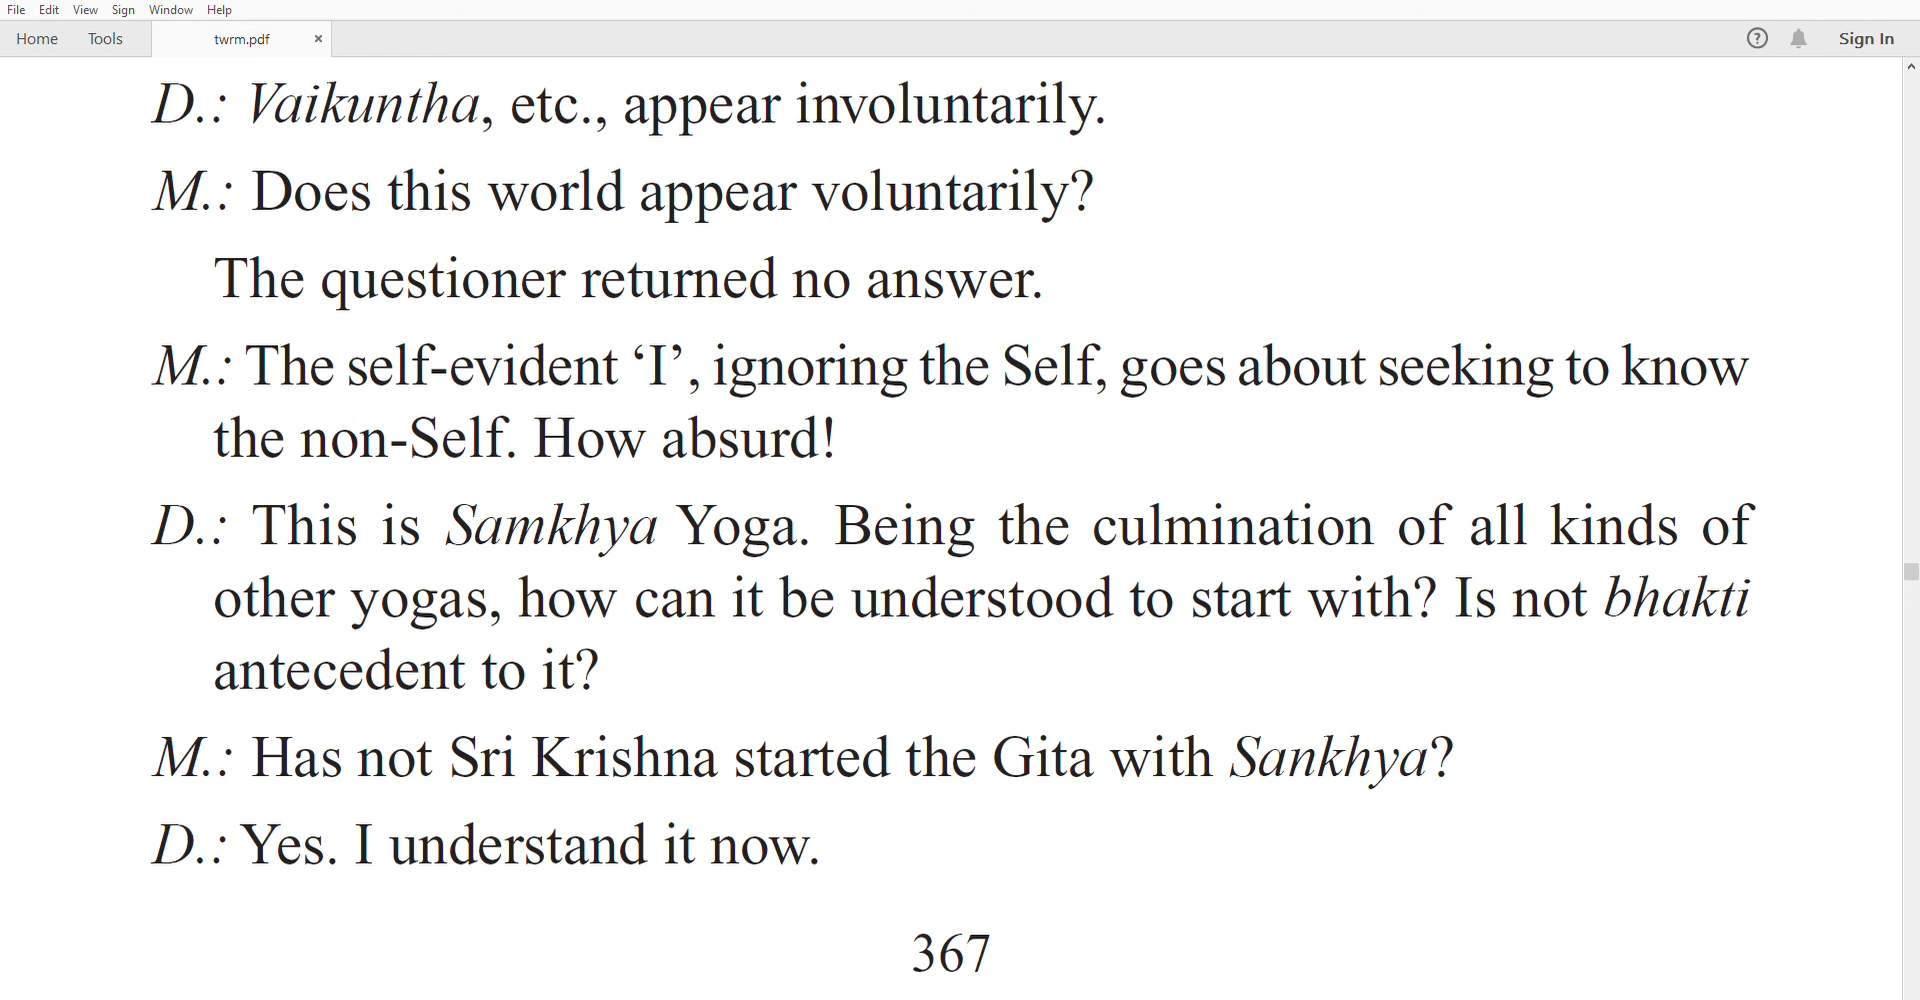 File Edit View Sign Window Help
Home Tools twrm.pdf × ? Sign In
D.: Vaikuntha, etc., appear involuntarily.
M.: Does this world appear voluntarily?
The questioner returned no answer.
M.: The self-evident ‘I’, ignoring the Self, goes about seeking to know
the non-Self. How absurd!
D.: This is Samkhya Yoga. Being the culmination of all kinds of
other yogas, how can it be understood to start with? Is not bhakti
antecedent to it?
M.: Has not Sri Krishna started the Gita with Sankhya?
D.: Yes. I understand it now.
367